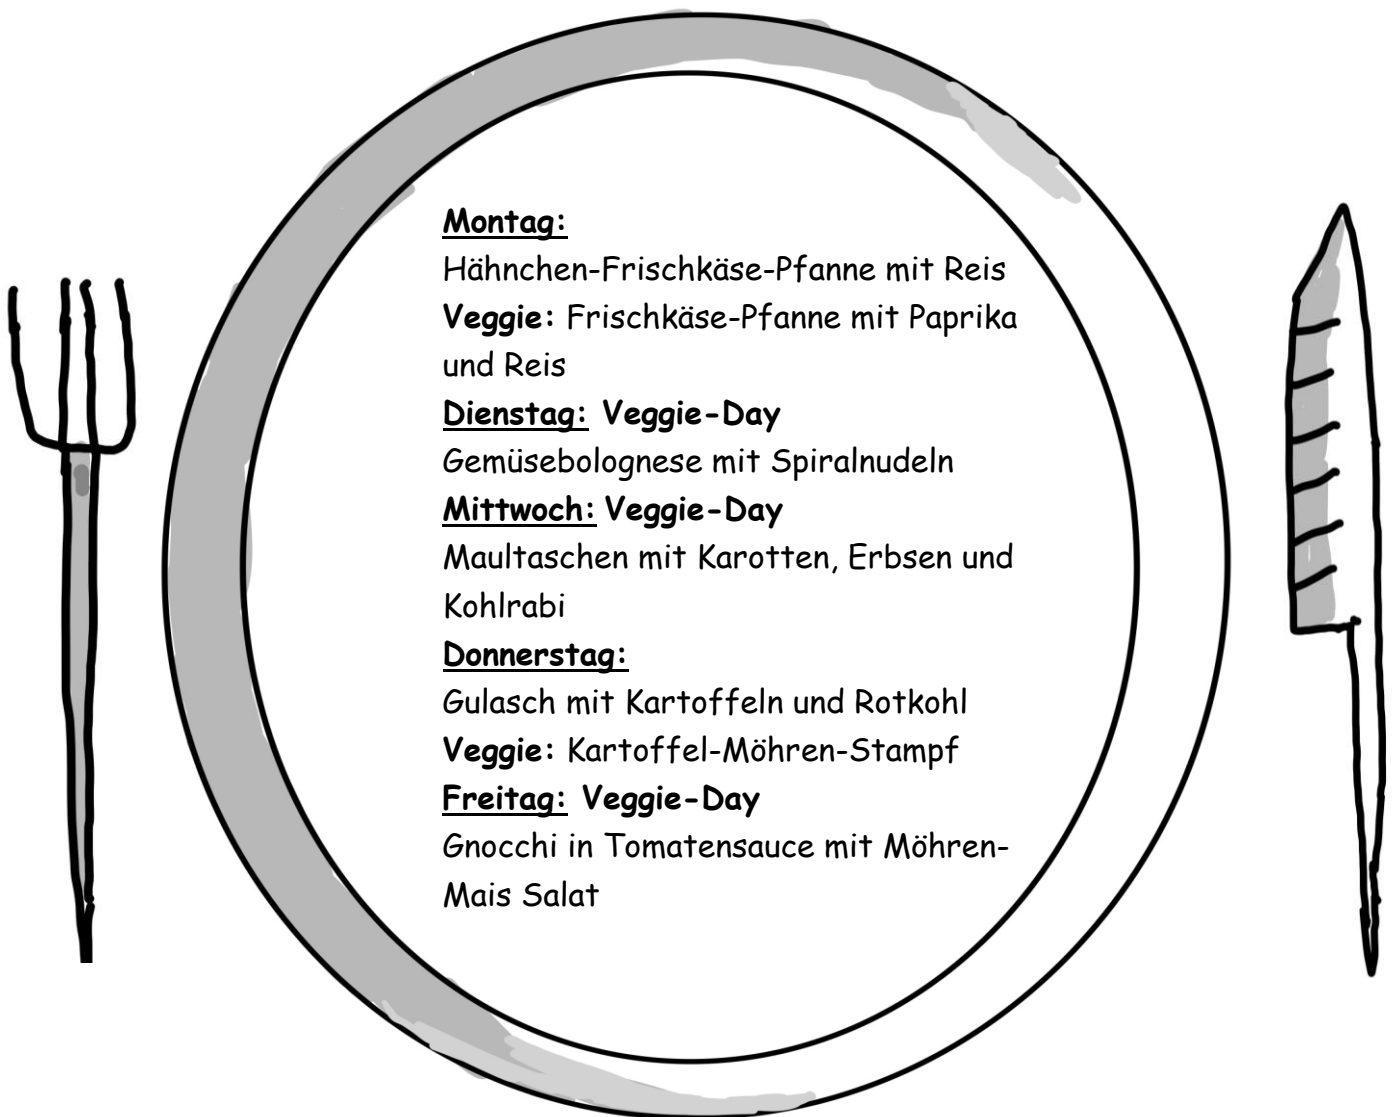 Montag:
Hähnchen-Frischkäse-Pfanne mit Reis
Veggie: Frischkäse-Pfanne mit Paprika
und Reis
Dienstag: Veggie-Day
Gemüsebolognese mit Spiralnudeln
Mittwoch: Veggie-Day
Maultaschen mit Karotten, Erbsen und
Kohlrabi
Donnerstag:
Gulasch mit Kartoffeln und Rotkohl
Veggie: Kartoffel-Möhren-Stampf
Freitag: Veggie-Day
Gnocchi in Tomatensauce mit Möhren-
Mais Salat